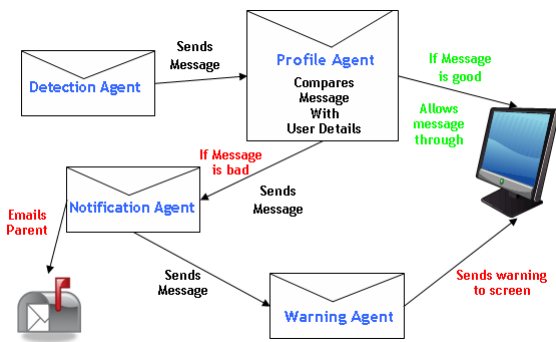 Detection Agent
Sends
Message
Profile Agent
Compares
Message
With
User Details
If Message
is good
Allows
message
through
If Message
is bad
Sends
Message
Notification Agent
Emails
Parent
Sends
Message
Warning Agent
Sends warning
to screen